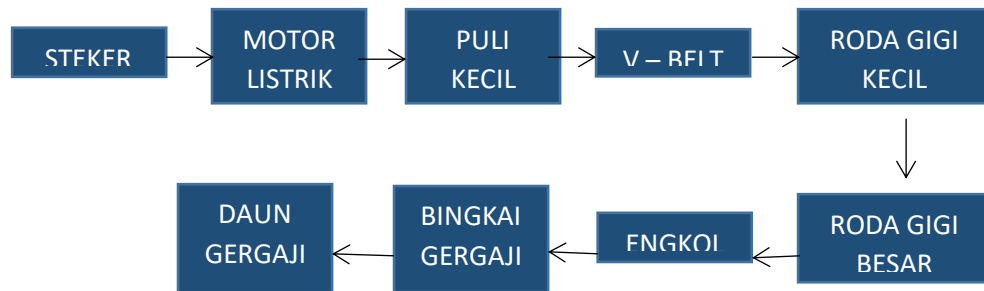 STEKER
MOTOR
LISTRIK
PULI
KECIL
V – BELT
RODA GIGI
KECIL
DAUN
GERGAJI
BINGKAI
GERGAJI
ENGKOL
RODA GIGI
BESAR